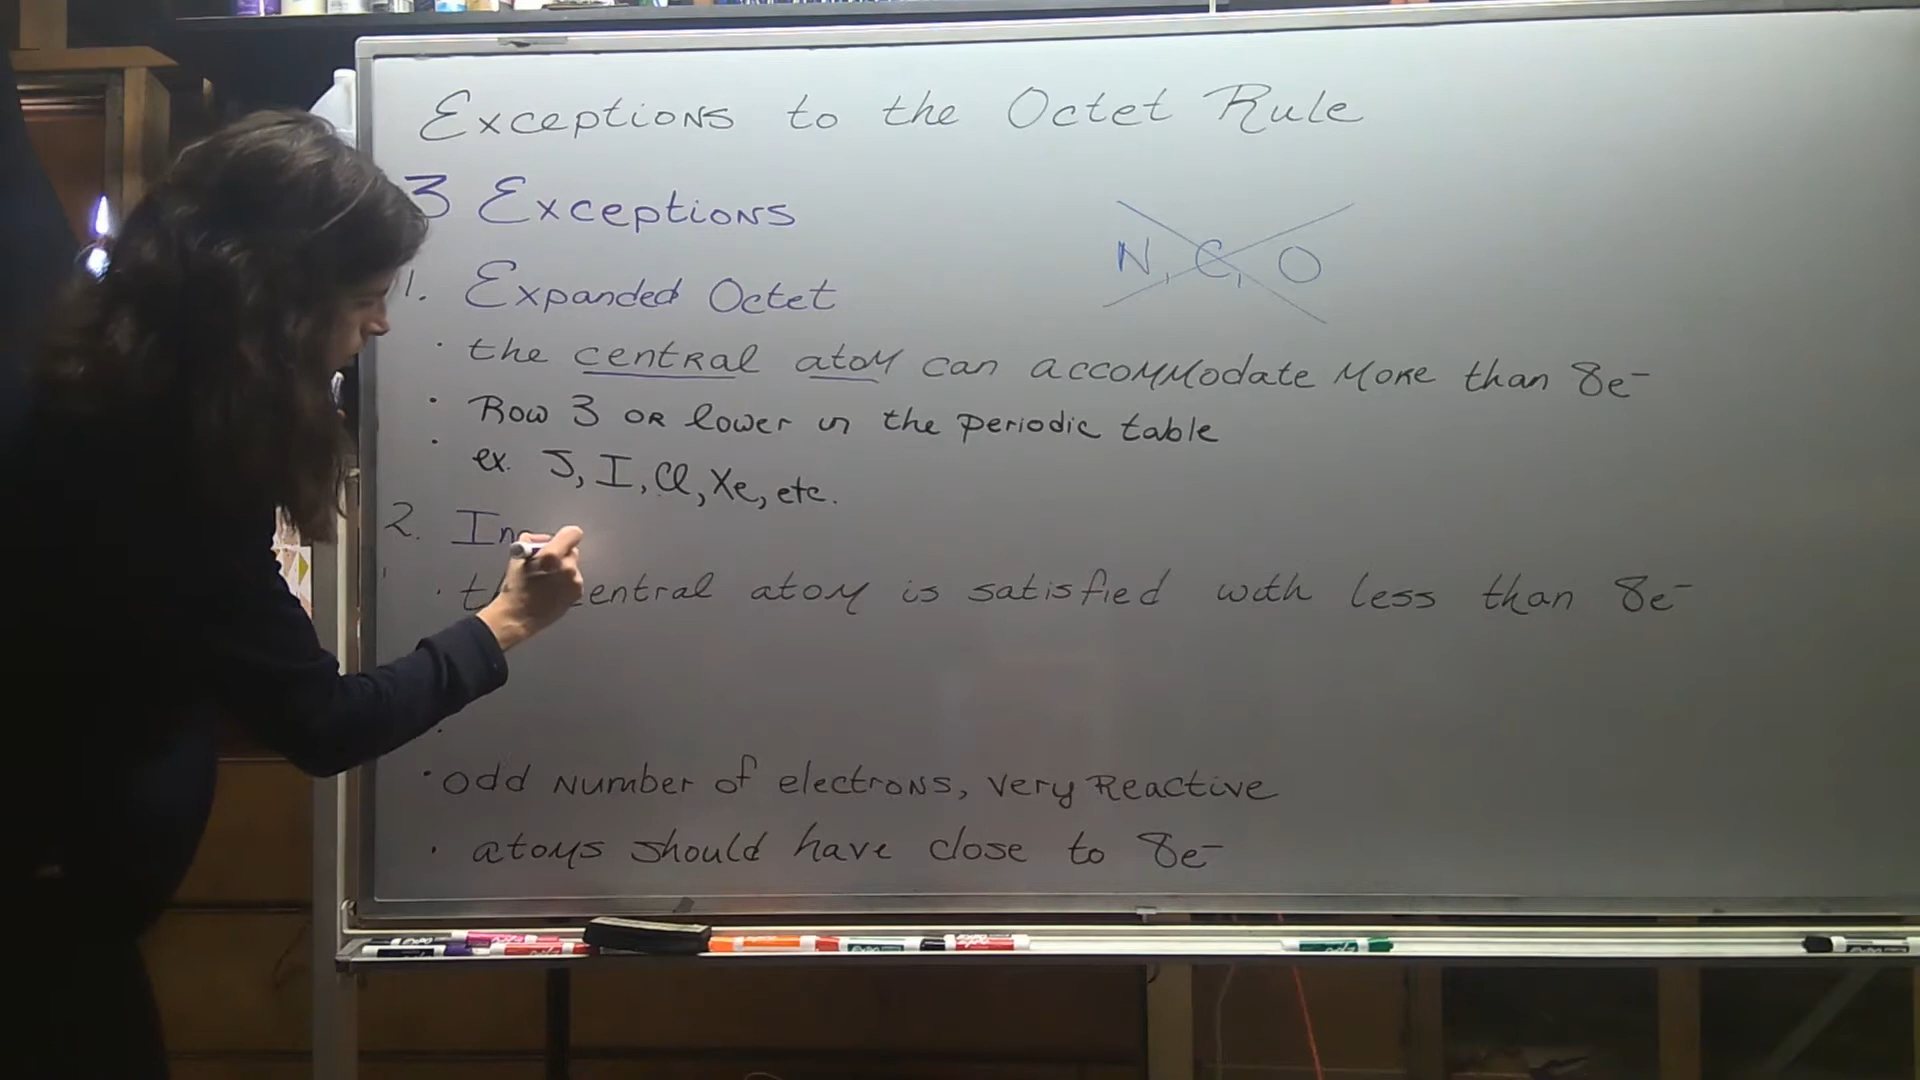 Exceptions to the Octet Rule
3 Exceptions
N, C, O
1. Expanded Octet
· the central atom can accommodate more than 8e⁻
· Row 3 or lower in the periodic table
· ex. S, I, Cl, Xe, etc.
2. In
· central atom is satisfied with less than 8e⁻
· odd number of electrons, very reactive
· atoms should have close to 8e⁻